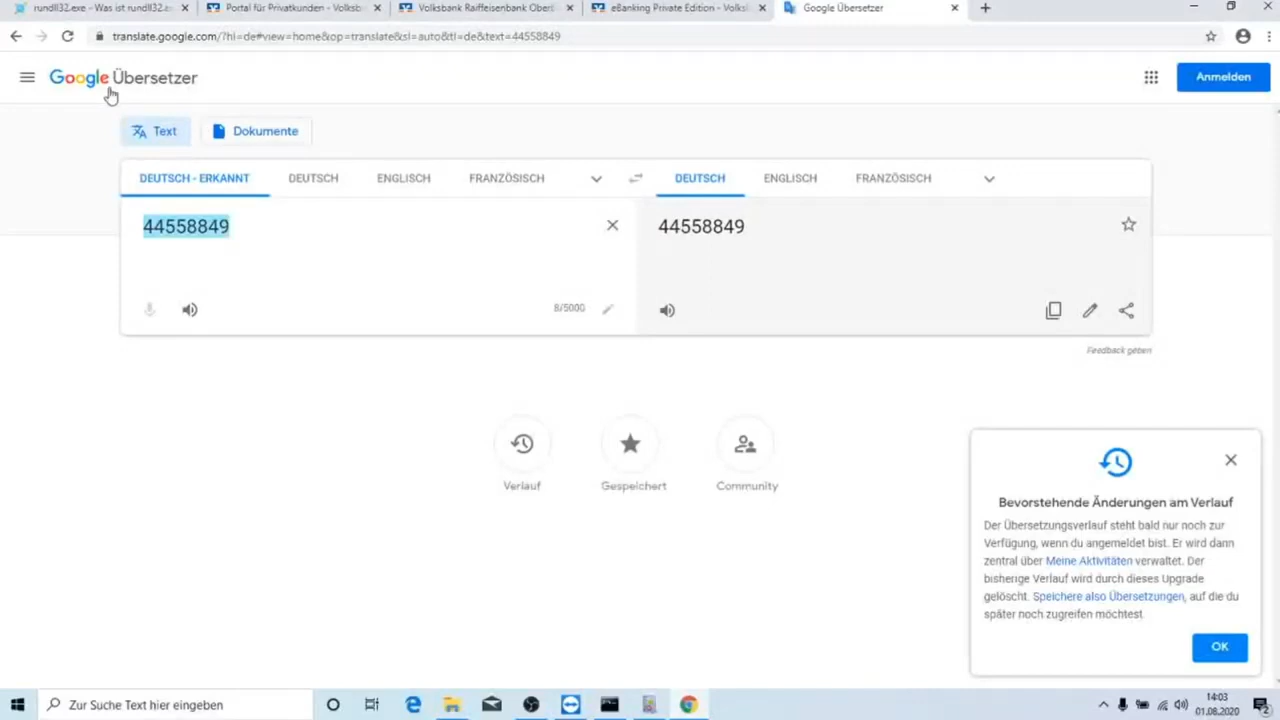 rundll32.exe - Was ist rundll32.e
Portal für Privatkunden - Volksb
Volksbank Raiffeisenbank Oberb
eBanking Private Edition - Volks
Google Übersetzer
translate.google.com/?hl=de#view=home&op=translate&sl=auto&tl=de&text=44558849
Google Übersetzer
Anmelden
Text
Dokumente
DEUTSCH - ERKANNT
DEUTSCH
ENGLISCH
FRANZÖSISCH
DEUTSCH
ENGLISCH
FRANZÖSISCH
44558849
44558849
8/5000
Feedback geben
Verlauf
Gespeichert
Community
Bevorstehende Änderungen am Verlauf
Der Übersetzungsverlauf steht bald nur noch zur
Verfügung, wenn du angemeldet bist. Er wird dann
zentral über Meine Aktivitäten verwaltet. Der
bisherige Verlauf wird durch dieses Upgrade
gelöscht. Speichere also Übersetzungen, auf die du
später noch zugreifen möchtest.
OK
Zur Suche Text hier eingeben
14:03
01.08.2020
2